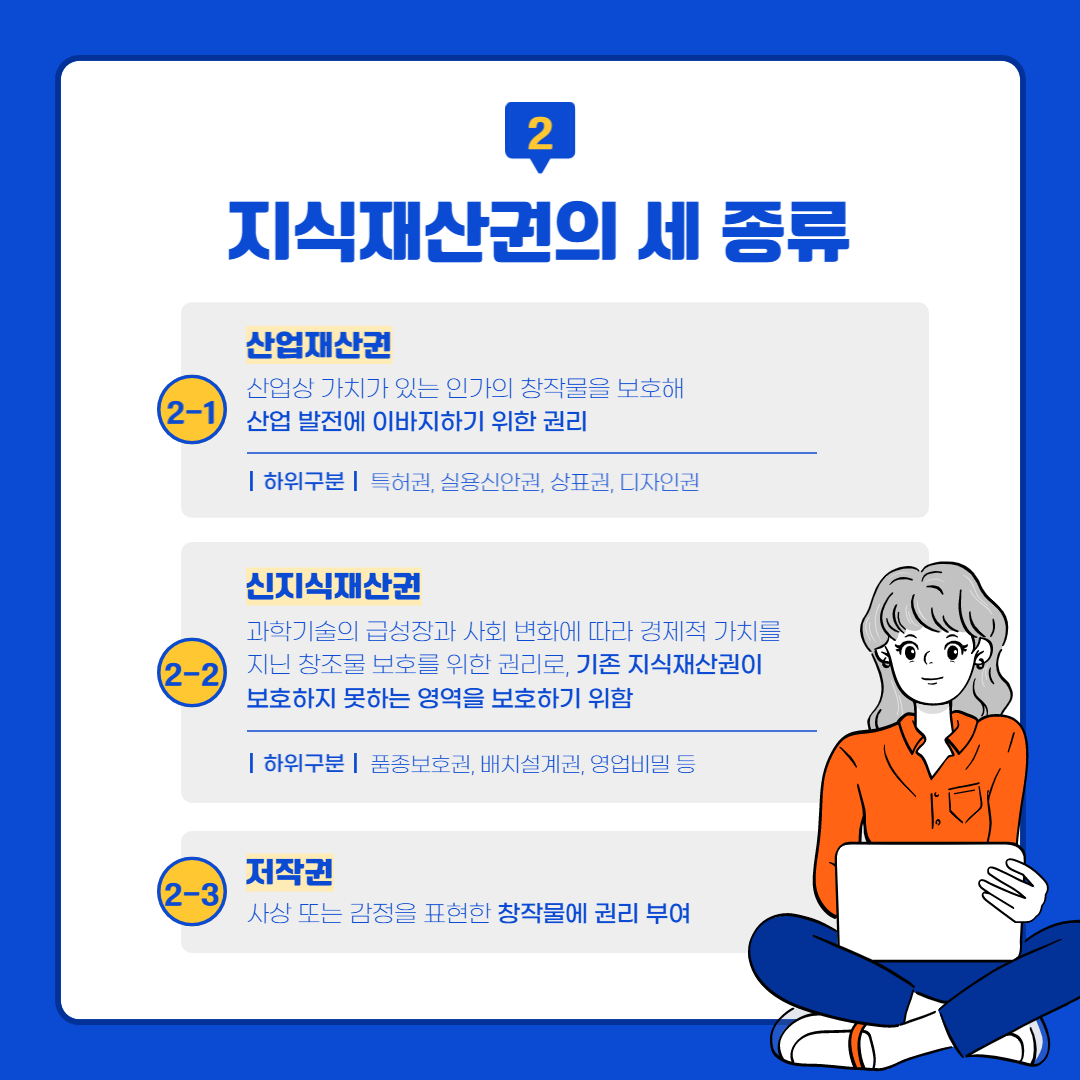 2
지식재산권의 세 종류
산업재산권
2-1
산업상 가치가 있는 인가의 창작물을 보호해
산업 발전에 이바지하기 위한 권리
| 하위구분 | 특허권, 실용신안권, 상표권, 디자인권
신지식재산권
2-2
과학기술의 급성장과 사회 변화에 따라 경제적 가치를
지닌 창조물 보호를 위한 권리로, 기존 지식재산권이
보호하지 못하는 영역을 보호하기 위함
| 하위구분 | 품종보호권, 배치설계권, 영업비밀 등
저작권
2-3
사상 또는 감정을 표현한 창작물에 권리 부여